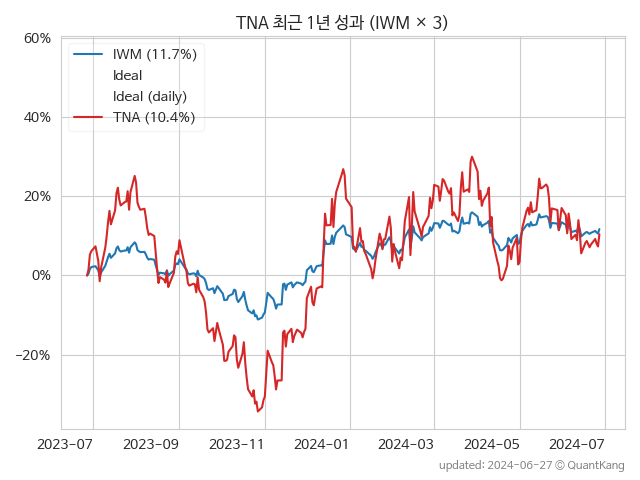 TNA 최근 1년 성과 (IWM × 3)
60%
40%
20%
0%
−20%
IWM (11.7%)
Ideal
Ideal (daily)
TNA (10.4%)
2023−07
2023−09
2023−11
2024−01
2024−03
2024−05
2024−07
updated: 2024-06-27 © QuantKang